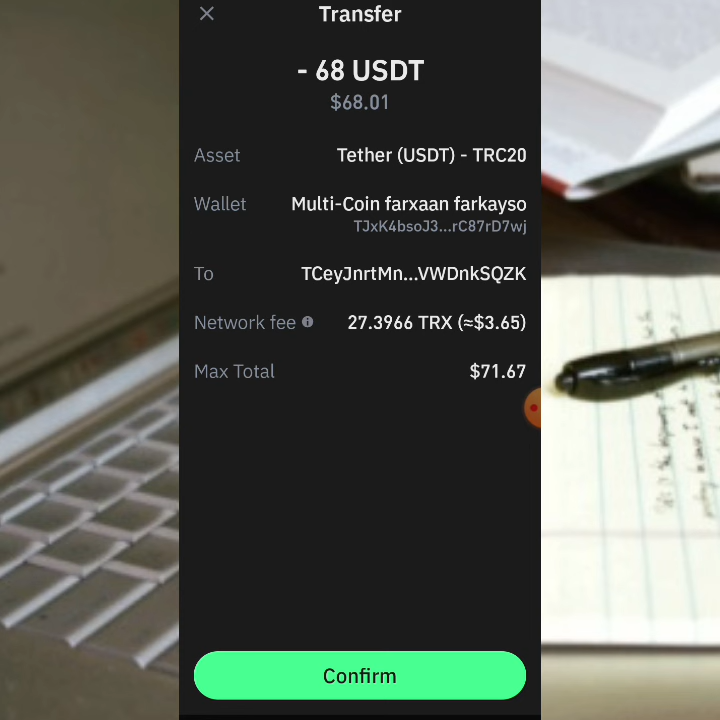 Transfer
- 68 USDT
$68.01
Asset Tether (USDT) - TRC20
Wallet Multi-Coin farxaan farkayso
TJxK4bsoJ3...rC87rD7wj
To TCeyJnrtMn...VWDnkSQZK
Network fee 27.3966 TRX (≈$3.65)
Max Total $71.67
Confirm